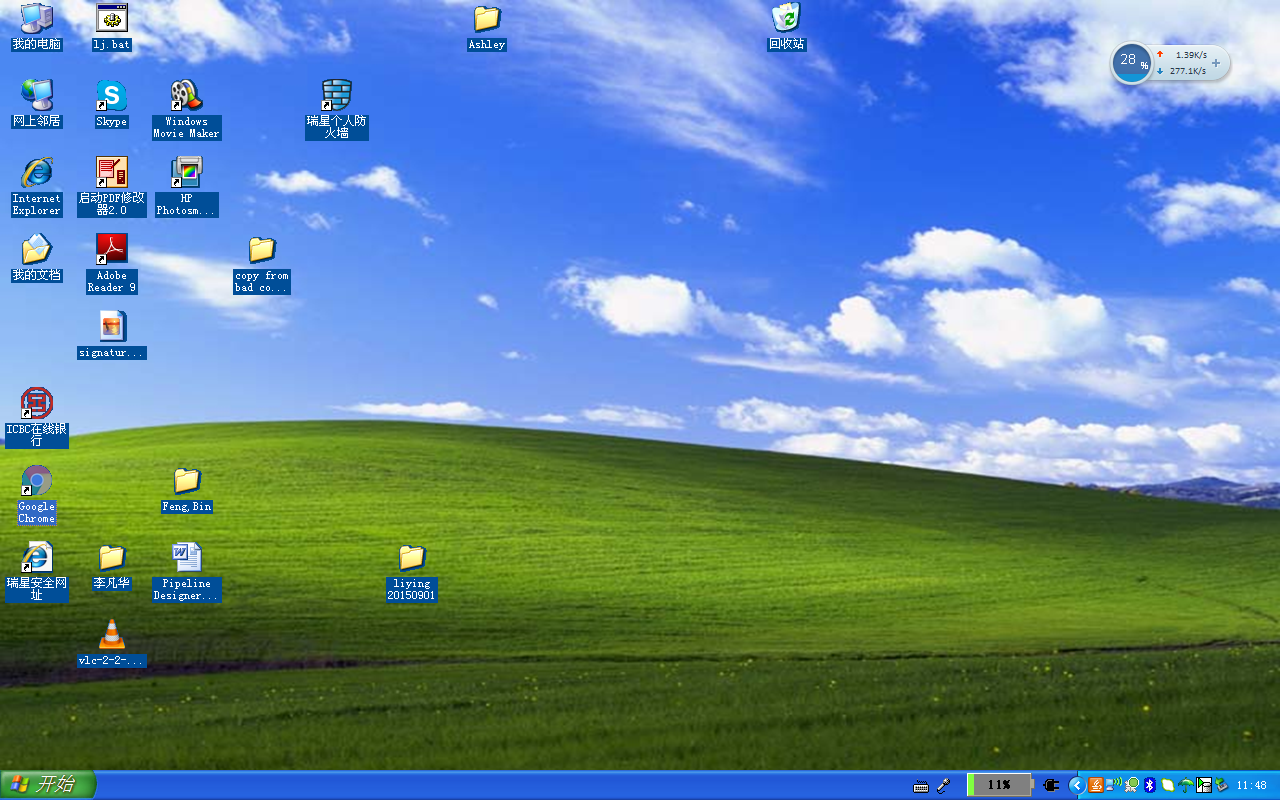 我的电脑
lj.bat
Ashley
回收站
28 %
1.39K/s
277.1K/s
网上邻居
Skype
Windows
Movie Maker
瑞星个人防
火墙
Internet
Explorer
启动PDF修改
器2.0
HP
Photosm...
我的文档
Adobe
Reader 9
copy from
bad co...
signatur...
ICBC在线银
行
Google
Chrome
Feng,Bin
瑞星安全网
址
李凡华
Pipeline
Designer...
liying
20150901
vlc-2-2-...
开始
11%
11:48